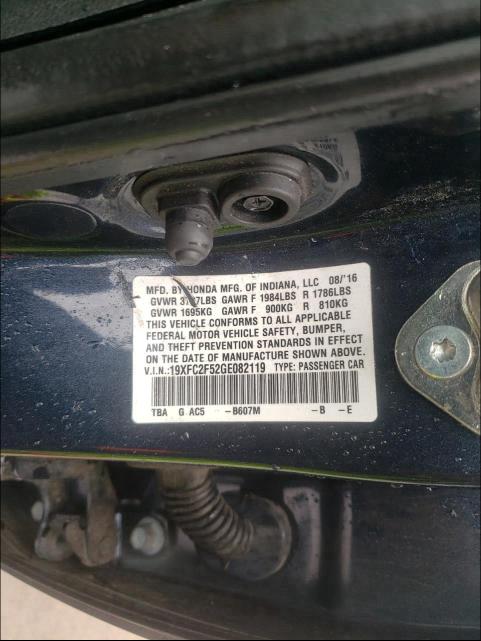 MFD. BY HONDA MFG. OF INDIANA, LLC 08/'16
GVWR LBS GAWR F 1984LBS R 1786LBS
GVWR 1695KG GAWR F 900KG R 810KG
THIS VEHICLE CONFORMS TO ALL APPLICABLE
FEDERAL MOTOR VEHICLE SAFETY, BUMPER,
AND THEFT PREVENTION STANDARDS IN EFFECT
ON THE DATE OF MANUFACTURE SHOWN ABOVE.
V.I.N.:19XFC2F52GE082119 TYPE: PASSENGER CAR
TBA G AC5 -B607M -B -E